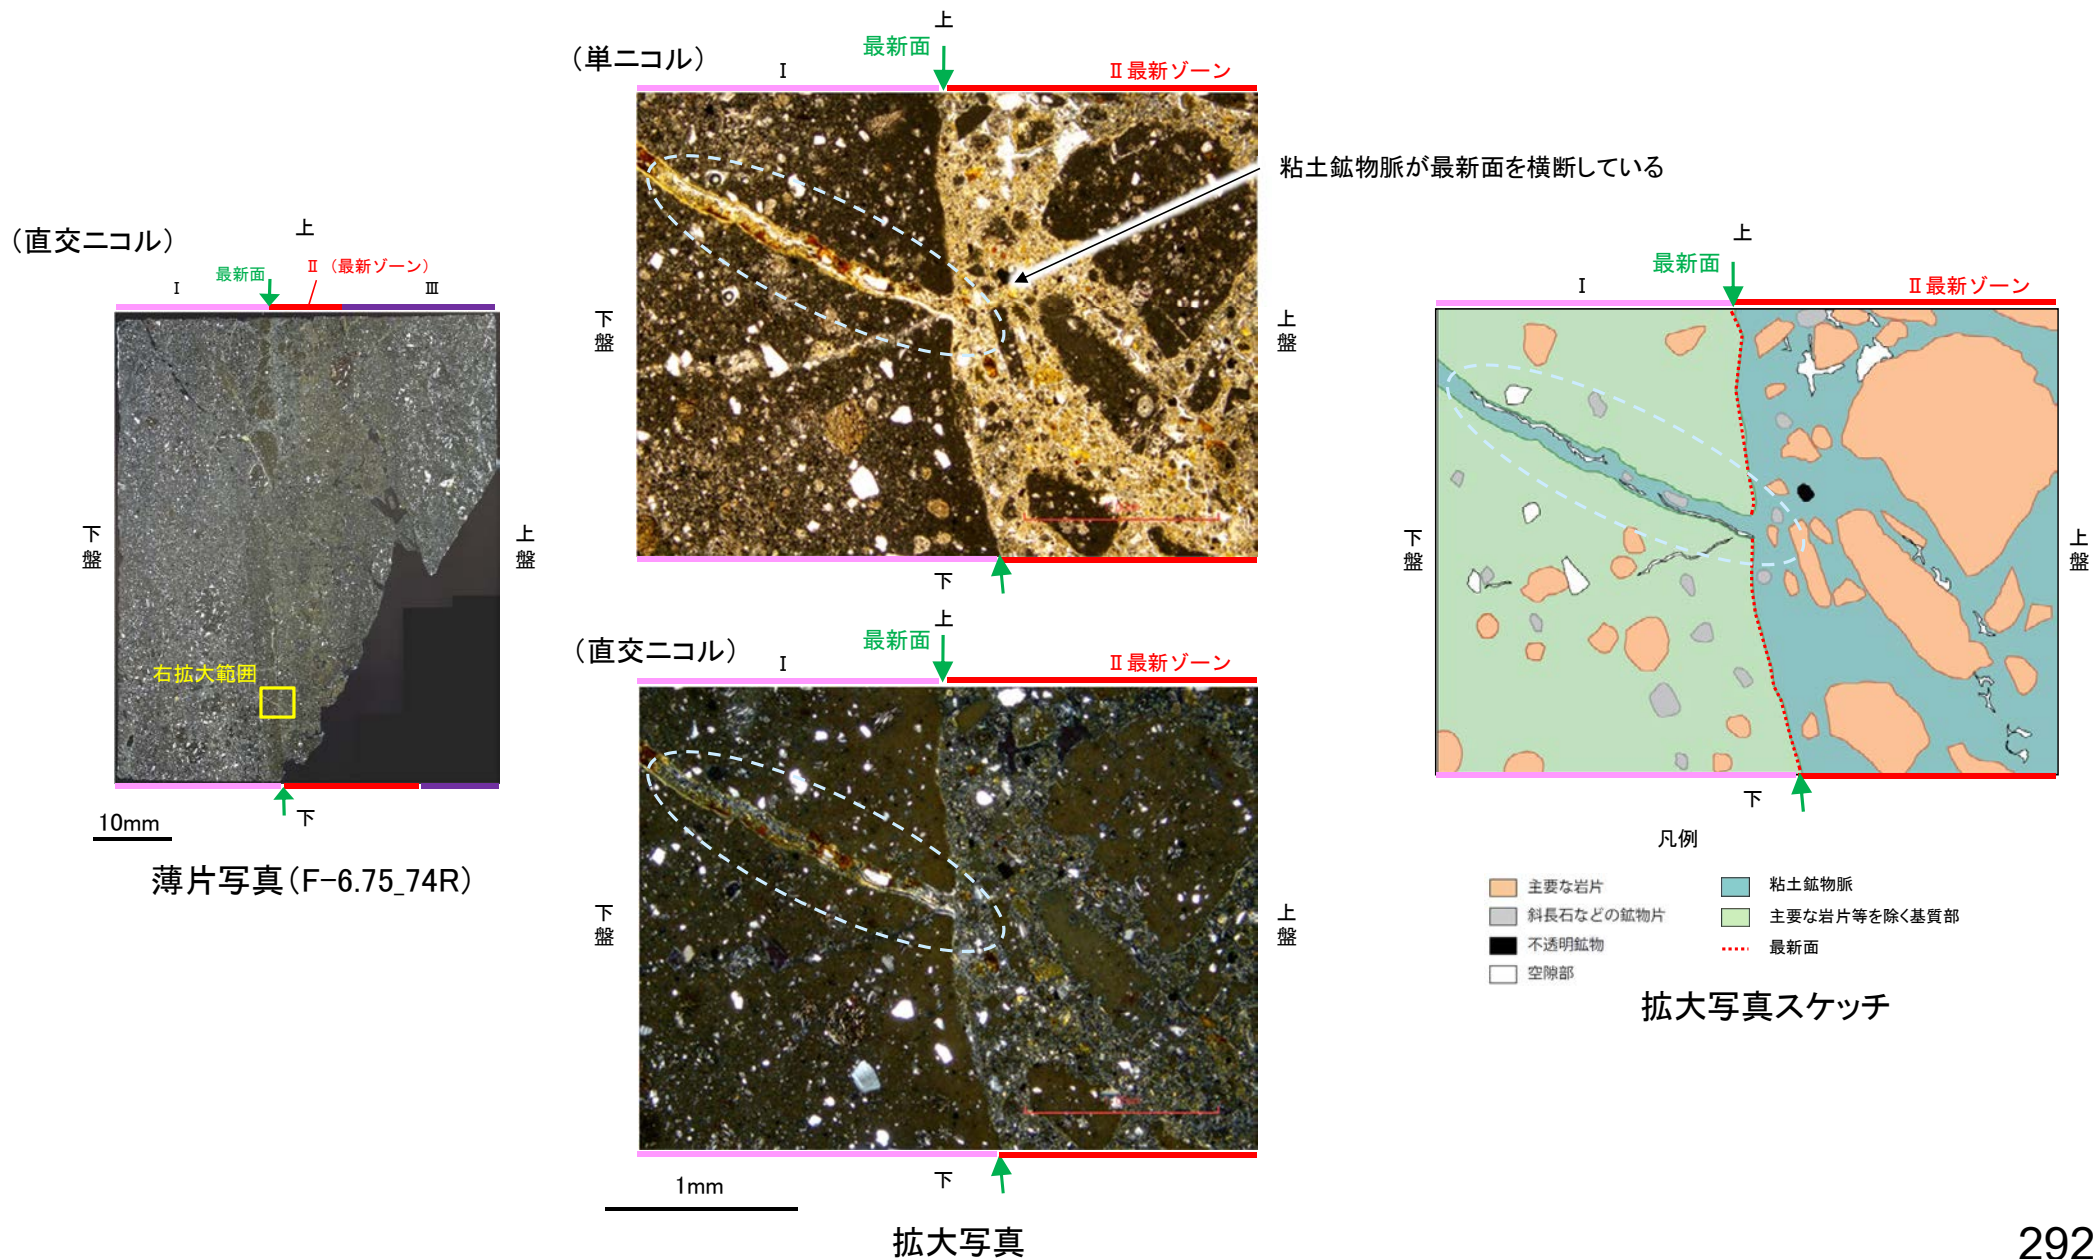 (直交ニコル)
上
最新面
Ⅱ (最新ゾーン)
Ⅰ
Ⅲ
下盤
上盤
右拡大範囲
下
10mm
薄片写真(F-6.75_74R)
(単ニコル)
上
最新面
Ⅰ
Ⅱ最新ゾーン
粘土鉱物脈が最新面を横断している
下盤
上盤
下
(直交ニコル)
上
最新面
Ⅰ
Ⅱ最新ゾーン
下盤
上盤
下
1mm
拡大写真
上
最新面
Ⅰ
Ⅱ最新ゾーン
下盤
上盤
下
凡例
主要な岩片
斜長石などの鉱物片
不透明鉱物
空隙部
粘土鉱物脈
主要な岩片等を除く基質部
最新面
拡大写真スケッチ
292